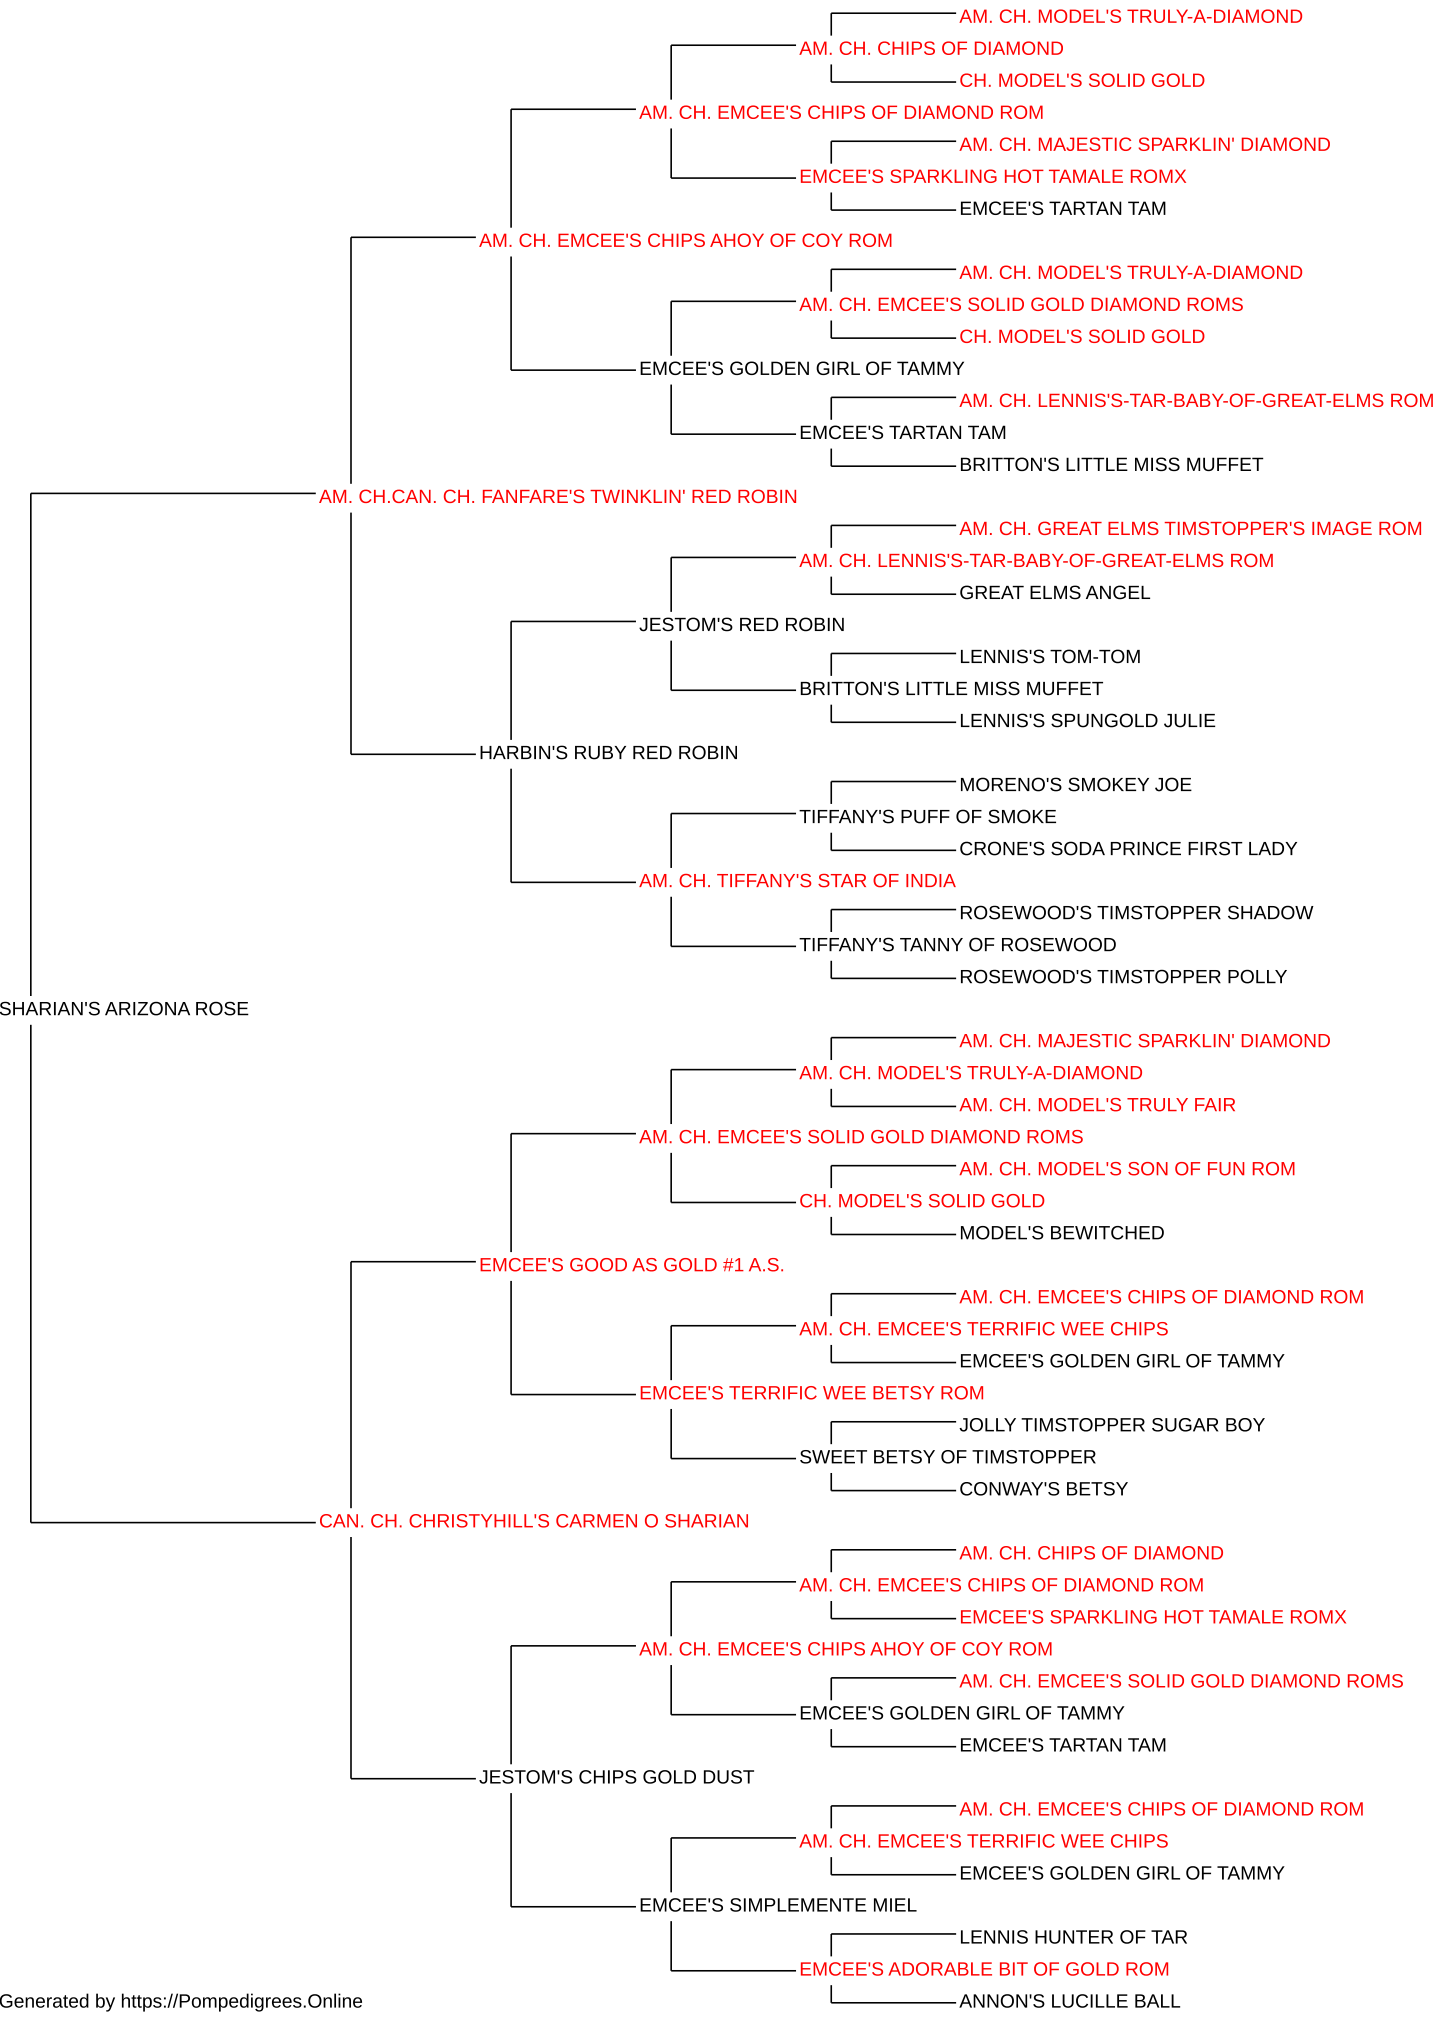 AM. CH. MODEL'S TRULY-A-DIAMOND
AM. CH. CHIPS OF DIAMOND
CH. MODEL'S SOLID GOLD
AM. CH. EMCEE'S CHIPS OF DIAMOND ROM
AM. CH. MAJESTIC SPARKLIN' DIAMOND
EMCEE'S SPARKLING HOT TAMALE ROMX
EMCEE'S TARTAN TAM
AM. CH. EMCEE'S CHIPS AHOY OF COY ROM
AM. CH. MODEL'S TRULY-A-DIAMOND
AM. CH. EMCEE'S SOLID GOLD DIAMOND ROMS
CH. MODEL'S SOLID GOLD
EMCEE'S GOLDEN GIRL OF TAMMY
AM. CH. LENNIS'S-TAR-BABY-OF-GREAT-ELMS ROM
EMCEE'S TARTAN TAM
BRITTON'S LITTLE MISS MUFFET
AM. CH.CAN. CH. FANFARE'S TWINKLIN' RED ROBIN
AM. CH. GREAT ELMS TIMSTOPPER'S IMAGE ROM
AM. CH. LENNIS'S-TAR-BABY-OF-GREAT-ELMS ROM
GREAT ELMS ANGEL
JESTOM'S RED ROBIN
LENNIS'S TOM-TOM
BRITTON'S LITTLE MISS MUFFET
LENNIS'S SPUNGOLD JULIE
HARBIN'S RUBY RED ROBIN
MORENO'S SMOKEY JOE
TIFFANY'S PUFF OF SMOKE
CRONE'S SODA PRINCE FIRST LADY
AM. CH. TIFFANY'S STAR OF INDIA
ROSEWOOD'S TIMSTOPPER SHADOW
TIFFANY'S TANNY OF ROSEWOOD
ROSEWOOD'S TIMSTOPPER POLLY
SHARIAN'S ARIZONA ROSE
AM. CH. MAJESTIC SPARKLIN' DIAMOND
AM. CH. MODEL'S TRULY-A-DIAMOND
AM. CH. MODEL'S TRULY FAIR
AM. CH. EMCEE'S SOLID GOLD DIAMOND ROMS
AM. CH. MODEL'S SON OF FUN ROM
CH. MODEL'S SOLID GOLD
MODEL'S BEWITCHED
EMCEE'S GOOD AS GOLD #1 A.S.
AM. CH. EMCEE'S CHIPS OF DIAMOND ROM
AM. CH. EMCEE'S TERRIFIC WEE CHIPS
EMCEE'S GOLDEN GIRL OF TAMMY
EMCEE'S TERRIFIC WEE BETSY ROM
JOLLY TIMSTOPPER SUGAR BOY
SWEET BETSY OF TIMSTOPPER
CONWAY'S BETSY
CAN. CH. CHRISTYHILL'S CARMEN O SHARIAN
AM. CH. CHIPS OF DIAMOND
AM. CH. EMCEE'S CHIPS OF DIAMOND ROM
EMCEE'S SPARKLING HOT TAMALE ROMX
AM. CH. EMCEE'S CHIPS AHOY OF COY ROM
AM. CH. EMCEE'S SOLID GOLD DIAMOND ROMS
EMCEE'S GOLDEN GIRL OF TAMMY
EMCEE'S TARTAN TAM
JESTOM'S CHIPS GOLD DUST
AM. CH. EMCEE'S CHIPS OF DIAMOND ROM
AM. CH. EMCEE'S TERRIFIC WEE CHIPS
EMCEE'S GOLDEN GIRL OF TAMMY
EMCEE'S SIMPLEMENTE MIEL
LENNIS HUNTER OF TAR
EMCEE'S ADORABLE BIT OF GOLD ROM
ANNON'S LUCILLE BALL
Generated by https://Pompedigrees.Online